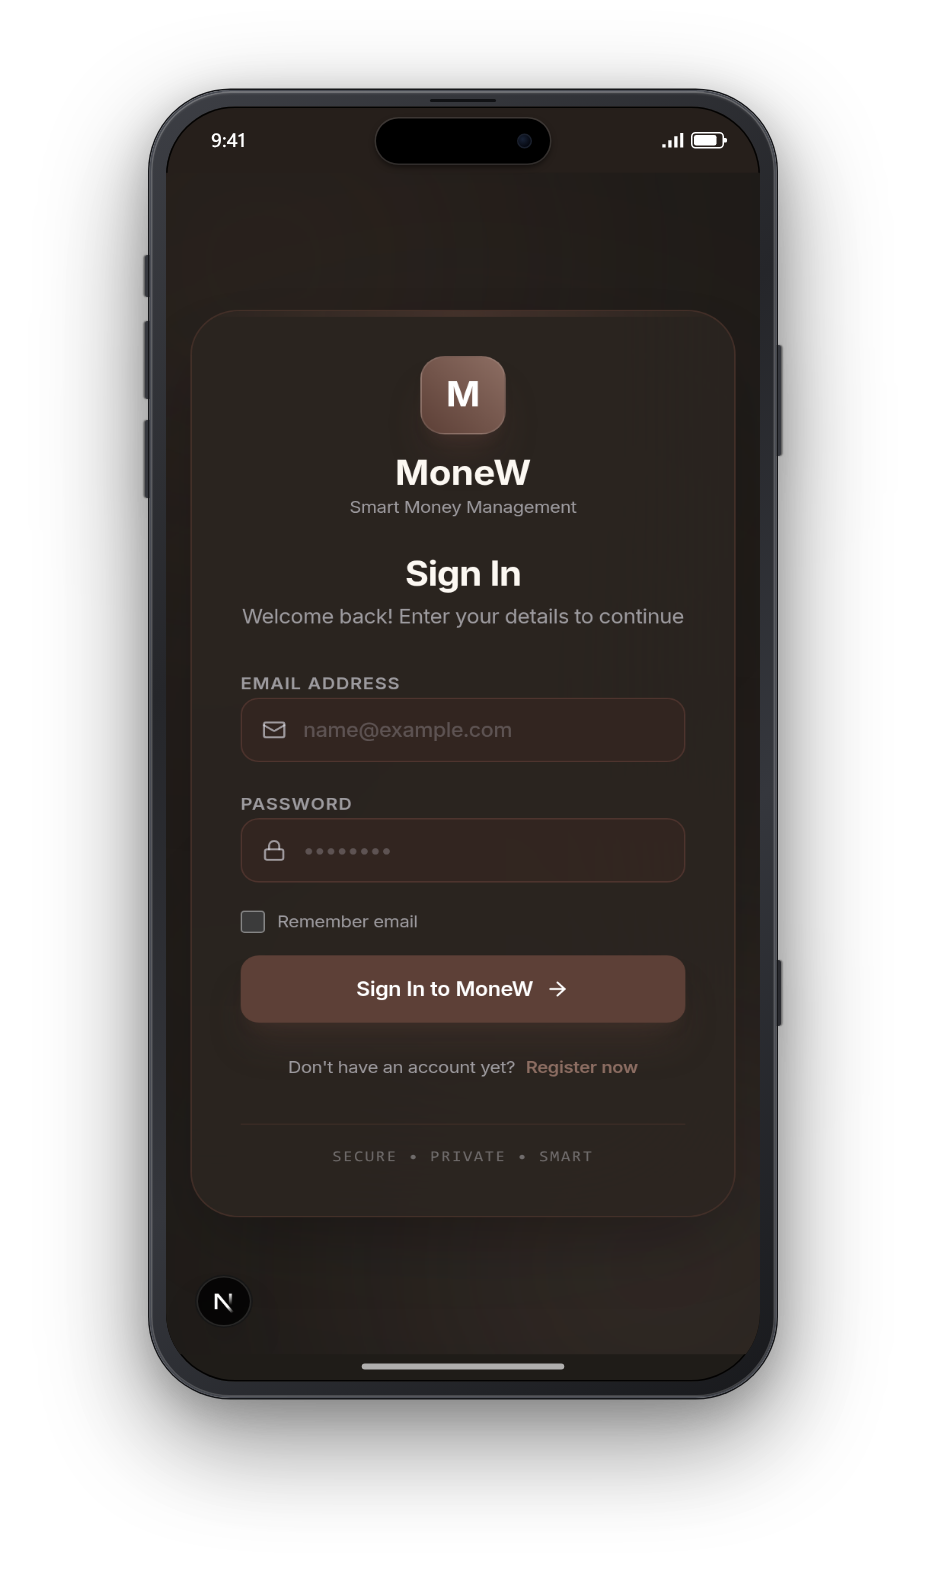 9:41
M
MoneW
Smart Money Management
Sign In
Welcome back! Enter your details to continue
EMAIL ADDRESS
name@example.com
PASSWORD
••••••••
Remember email
Sign In to MoneW →
Don't have an account yet? Register now
SECURE • PRIVATE • SMART
N